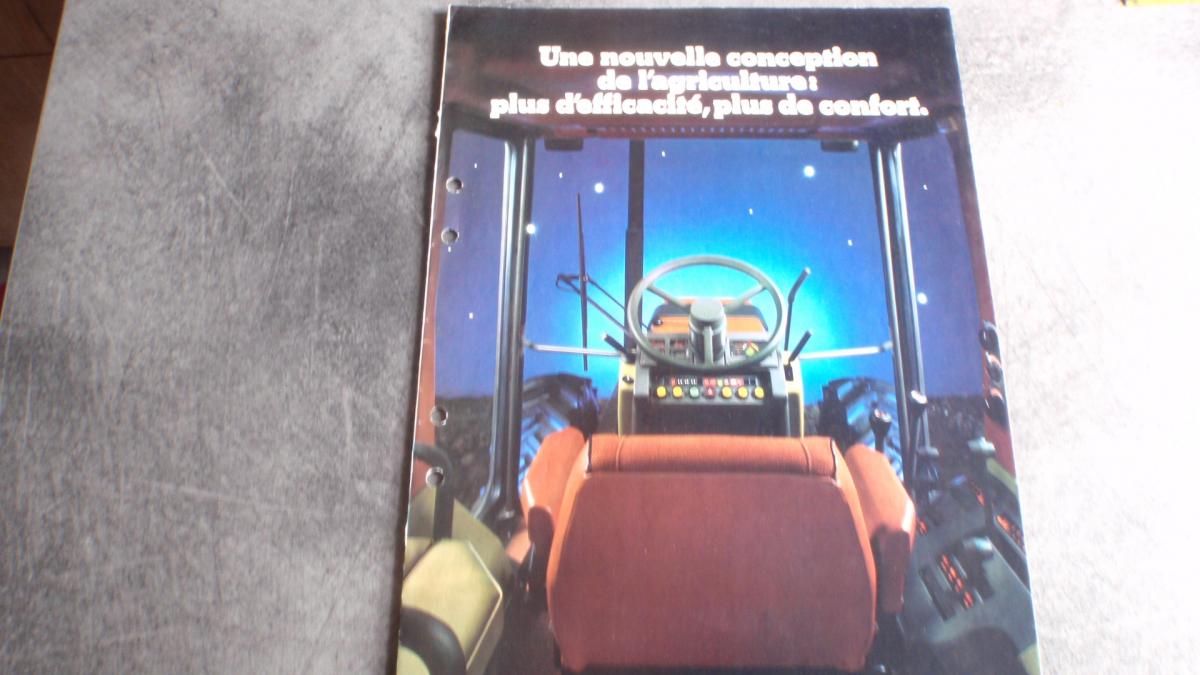 Une nouvelle conception
de l'agriculture:
plus d'efficacité, plus de confort.